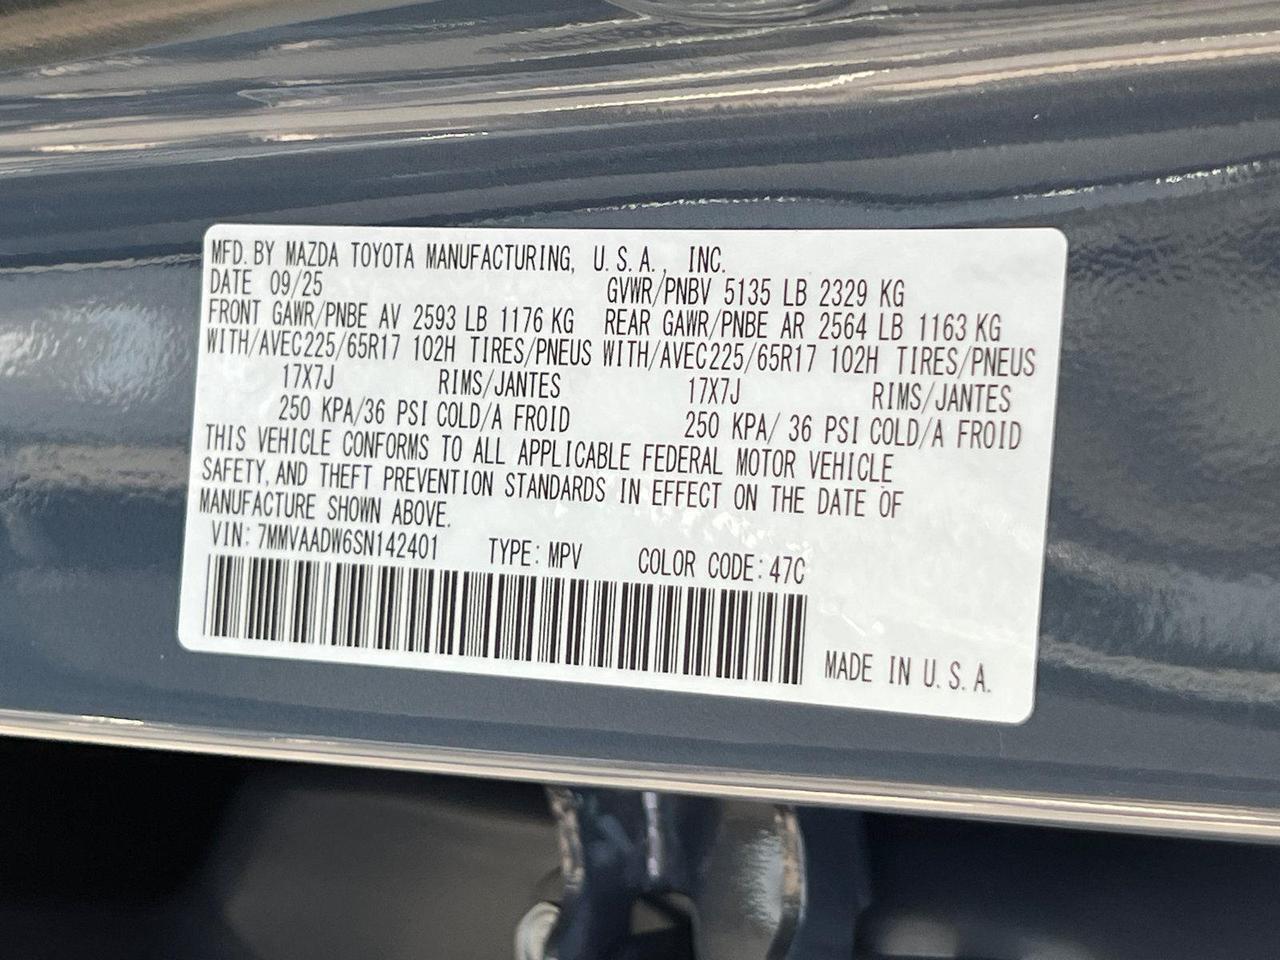 MFD. BY MAZDA TOYOTA MANUFACTURING, U.S.A., INC.
DATE 09/25 GVWR/PNBV 5135 LB 2329 KG
FRONT GAWR/PNBE AV 2593 LB 1176 KG REAR GAWR/PNBE AR 2564 LB 1163 KG
WITH/AVEC225/65R17 102H TIRES/PNEUS WITH/AVEC225/65R17 102H TIRES/PNEUS
17X7J RIMS/JANTES 17X7J RIMS/JANTES
250 KPA/36 PSI COLD/A FROID 250 KPA/ 36 PSI COLD/A FROID
THIS VEHICLE CONFORMS TO ALL APPLICABLE FEDERAL MOTOR VEHICLE
SAFETY, AND THEFT PREVENTION STANDARDS IN EFFECT ON THE DATE OF
MANUFACTURE SHOWN ABOVE.
VIN: 7MMVAADW6SN142401 TYPE: MPV COLOR CODE: 47C
MADE IN U.S.A.